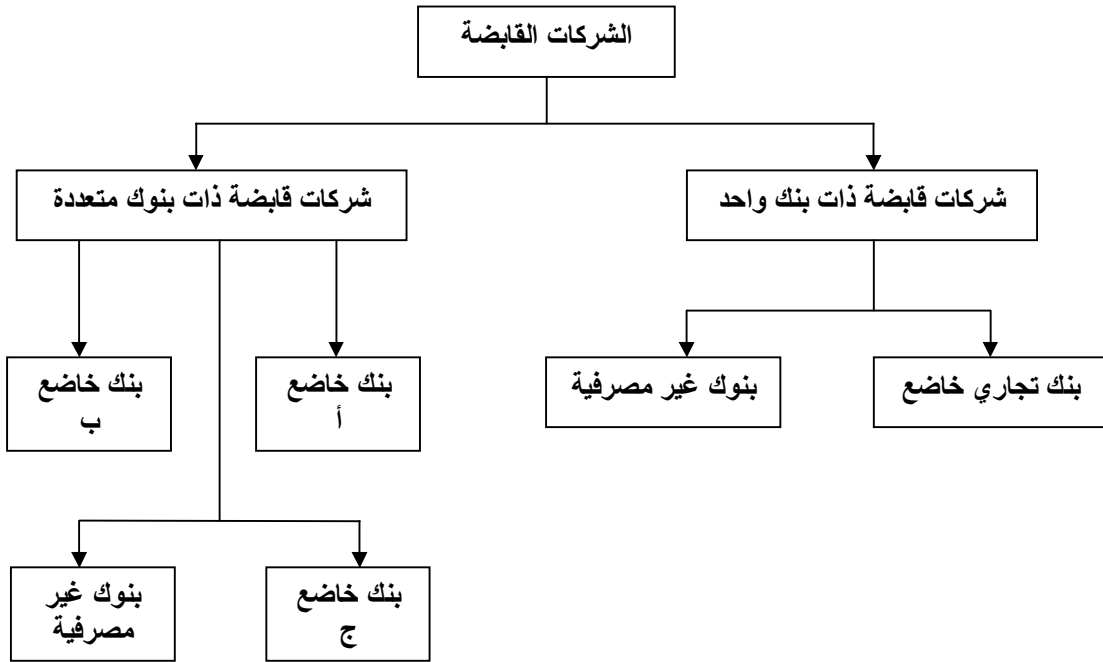 الشركات القابضة
شركات قابضة ذات بنك واحد
شركات قابضة ذات بنوك متعددة
بنك تجاري خاضع
بنوك غير مصرفية
بنك خاضع
أ
بنك خاضع
ب
بنك خاضع
ج
بنوك غير
مصرفية